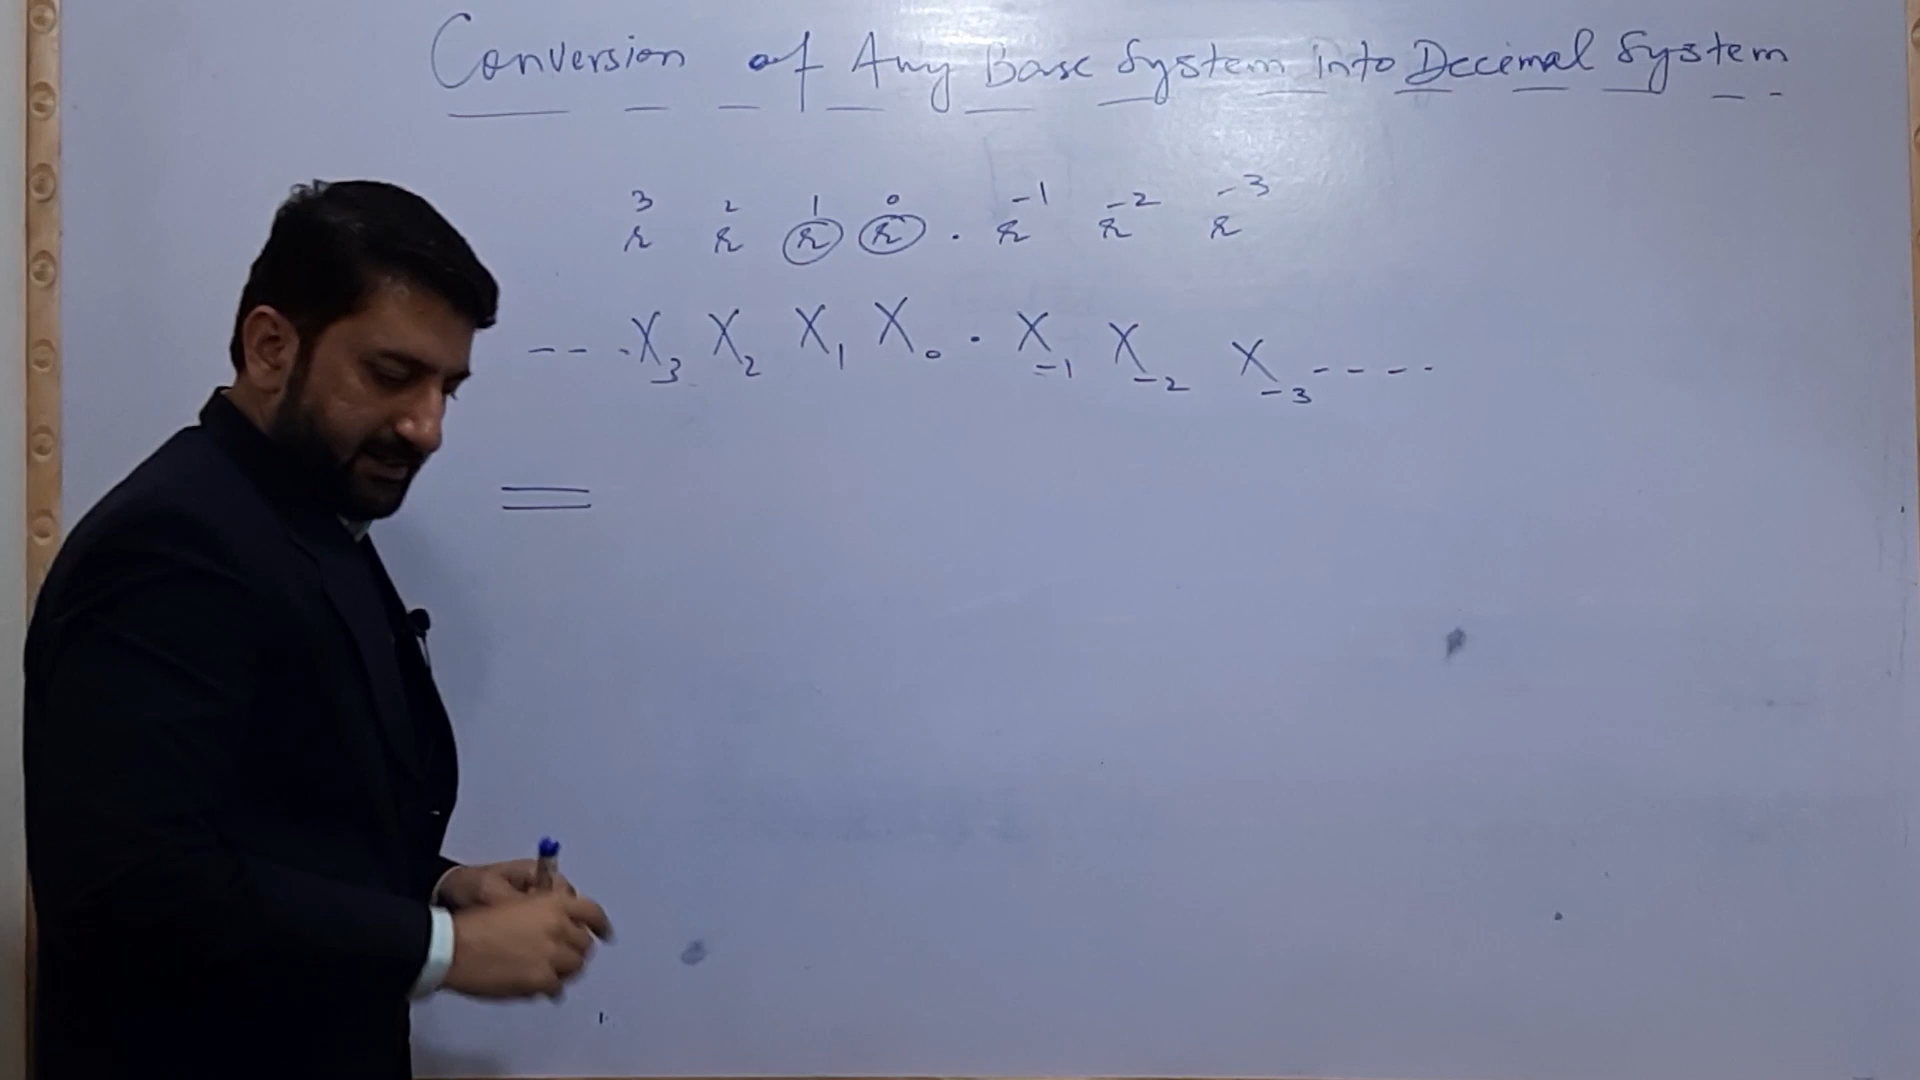 Conversion of Any Base System into Decimal System
r³ r² r¹ r⁰ . r⁻¹ r⁻² r⁻³
--- . X₃ X₂ X₁ X₀ . X₋₁ X₋₂ X₋₃ ----
=